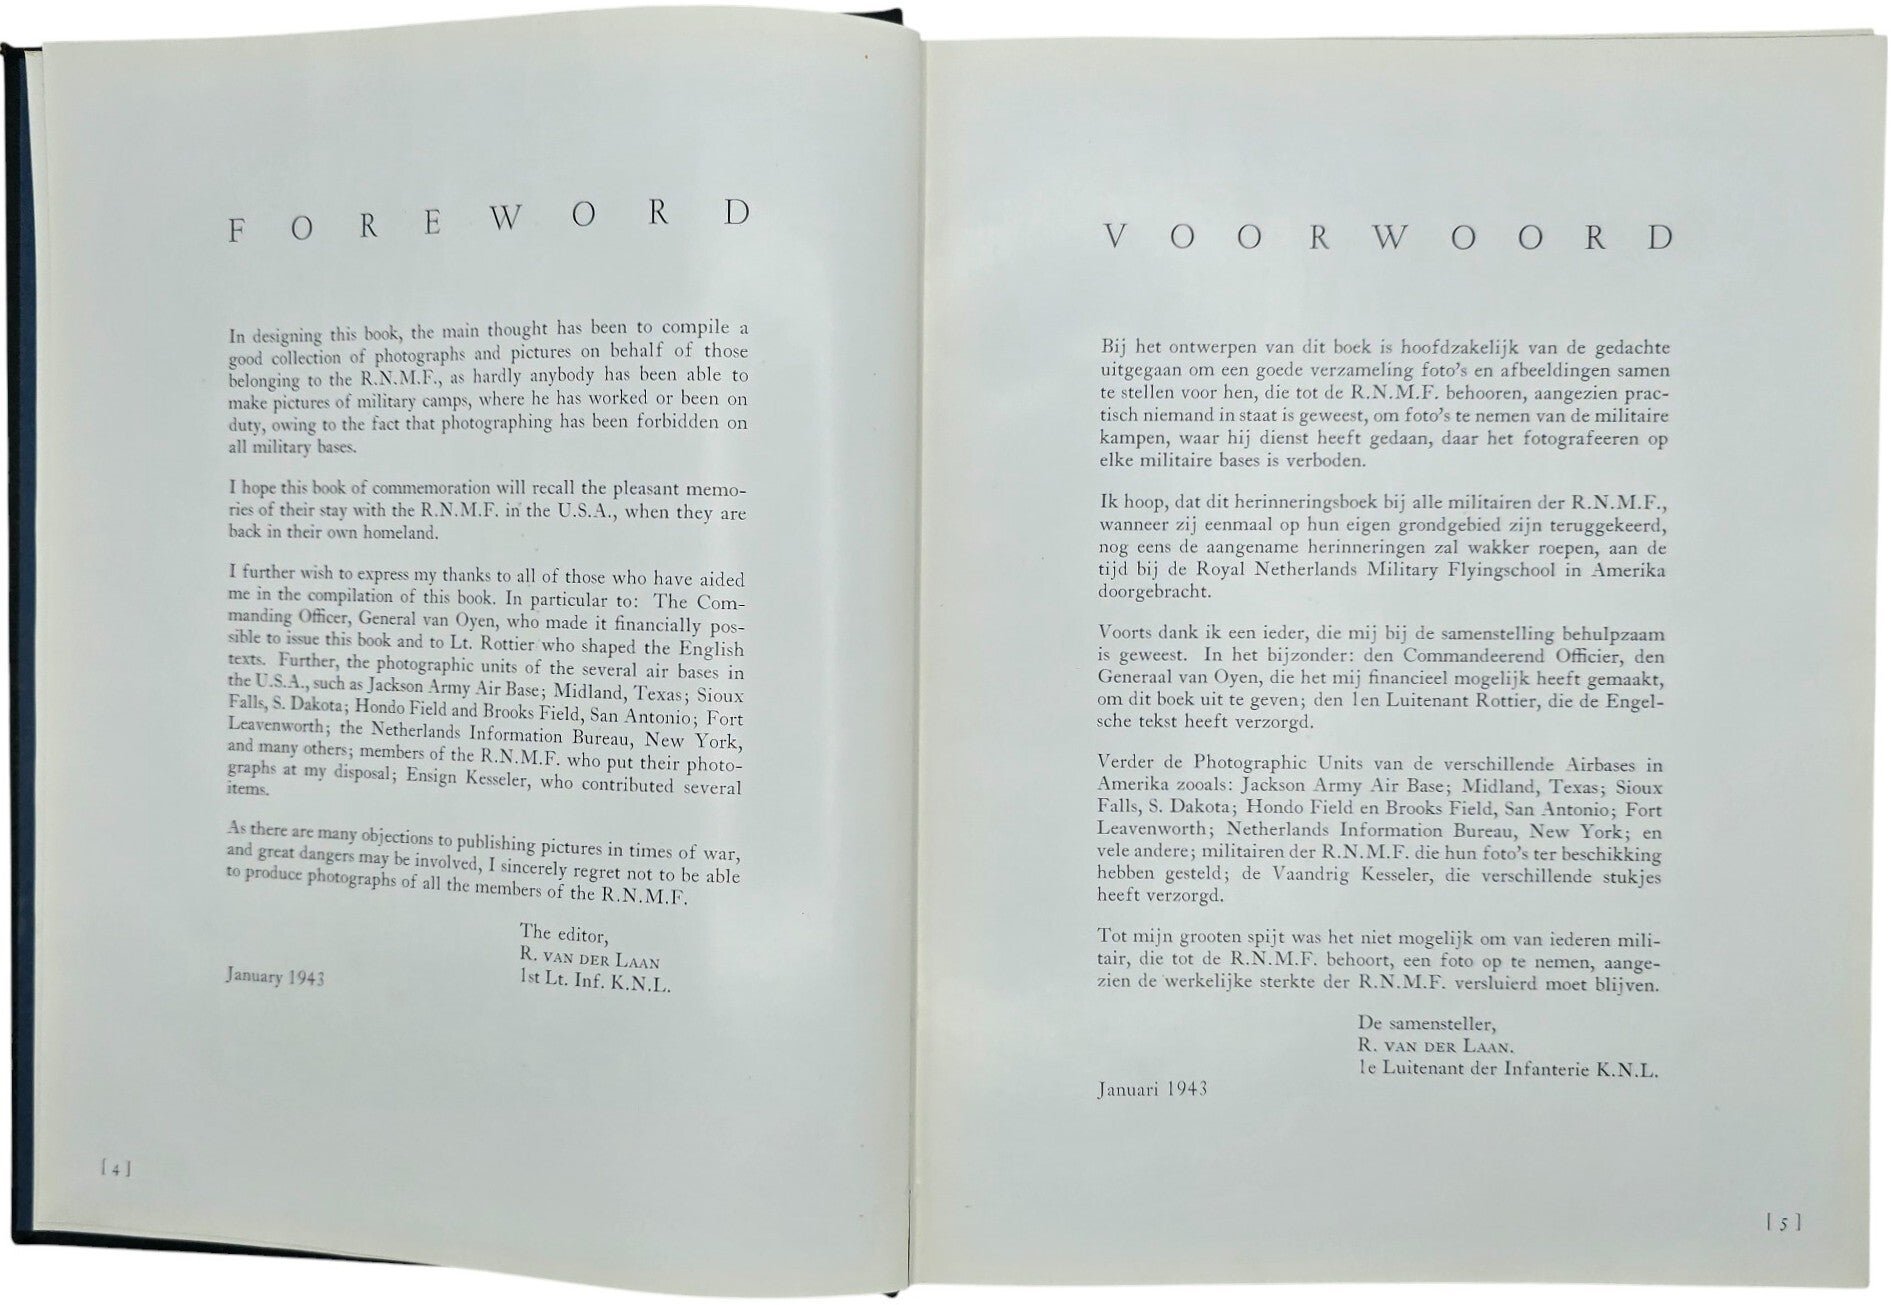 FOREWORD
In designing this book, the main thought has been to compile a
good collection of photographs and pictures on behalf of those
belonging to the R.N.M.F., as hardly anybody has been able to
make pictures of military camps, where he has worked or been on
duty, owing to the fact that photographing has been forbidden on
all military bases.
I hope this book of commemoration will recall the pleasant memo-
ries of their stay with the R.N.M.F. in the U.S.A., when they are
back in their own homeland.
I further wish to express my thanks to all of those who have aided
me in the compilation of this book. In particular to: The Com-
manding Officer, General van Oyen, who made it financially pos-
sible to issue this book and to Lt. Rottier who shaped the English
texts. Further, the photographic units of the several air bases in
the U.S.A., such as Jackson Army Air Base; Midland, Texas; Sioux
Falls, S. Dakota; Hondo Field and Brooks Field, San Antonio; Fort
Leavenworth; the Netherlands Information Bureau, New York,
and many others; members of the R.N.M.F. who put their photo-
graphs at my disposal; Ensign Kesseler, who contributed several
items.
As there are many objections to publishing pictures in times of war,
and great dangers may be involved, I sincerely regret not to be able
to produce photographs of all the members of the R.N.M.F.
The editor,
R. VAN DER LAAN
1st Lt. Inf. K.N.L.
January 1943
[ 4 ]
VOORWOORD
Bij het ontwerpen van dit boek is hoofdzakelijk van de gedachte
uitgegaan om een goede verzameling foto's en afbeeldingen samen
te stellen voor hen, die tot de R.N.M.F. behooren, aangezien prac-
tisch niemand in staat is geweest, om foto's te nemen van de militaire
kampen, waar hij dienst heeft gedaan, daar het fotografeeren op
elke militaire bases is verboden.
Ik hoop, dat dit herinneringsboek bij alle militairen der R.N.M.F.,
wanneer zij eenmaal op hun eigen grondgebied zijn teruggekeerd,
nog eens de aangename herinneringen zal wakker roepen, aan de
tijd bij de Royal Netherlands Military Flyingschool in Amerika
doorgebracht.
Voorts dank ik een ieder, die mij bij de samenstelling behulpzaam
is geweest. In het bijzonder: den Commandeerend Officier, den
Generaal van Oyen, die het mij financieel mogelijk heeft gemaakt,
om dit boek uit te geven; den 1en Luitenant Rottier, die de Engel-
sche tekst heeft verzorgd.
Verder de Photographic Units van de verschillende Airbases in
Amerika zooals: Jackson Army Air Base; Midland, Texas; Sioux
Falls, S. Dakota; Hondo Field en Brooks Field, San Antonio; Fort
Leavenworth; Netherlands Information Bureau, New York; en
vele andere; militairen der R.N.M.F. die hun foto's ter beschikking
hebben gesteld; de Vaandrig Kesseler, die verschillende stukjes
heeft verzorgd.
Tot mijn grooten spijt was het niet mogelijk om van iederen mili-
tair, die tot de R.N.M.F. behoort, een foto op te nemen, aange-
zien de werkelijke sterkte der R.N.M.F. versluierd moet blijven.
De samensteller,
R. VAN DER LAAN.
1e Luitenant der Infanterie K.N.L.
Januari 1943
[ 5 ]